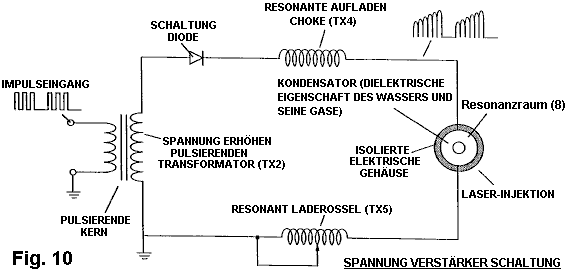 SCHALTUNG
DIODE
RESONANTE AUFLADEN
CHOKE (TX4)
IMPULSEINGANG
KONDENSATOR (DIELEKTRISCHE
EIGENSCHAFT DES WASSERS UND
SEINE GASE)
Resonanzraum (8)
SPANNUNG ERHÖHEN
PULSIERENDEN
TRANSFORMATOR (TX2)
ISOLIERTE
ELEKTRISCHE
GEHÄUSE
LASER-INJEKTION
PULSIERENDE
KERN
RESONANT LADEROSSEL (TX5)
Fig. 10
SPANNUNG VERSTÄRKER SCHALTUNG